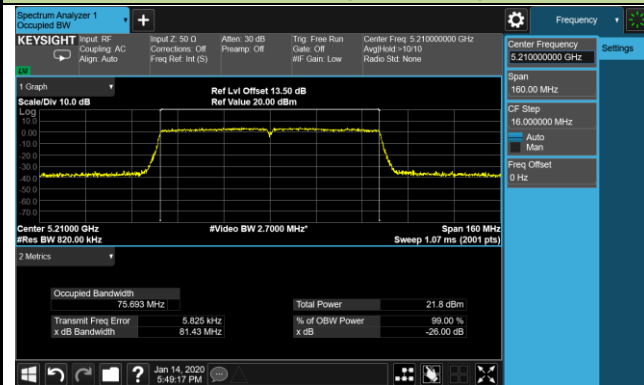 Spectrum Analyzer 1
Occupied BW
Frequency
KEYSIGHT
Input: RF
Coupling: AC
Align: Auto
Input Z: 50 Ω
Corrections: Off
Freq Ref: Int (S)
Atten: 30 dB
Preamp: Off
Trig: Free Run
Gate: Off
#IF Gain: Low
Center Freq: 5.210000000 GHz
Avg|Hold:>10/10
Radio Std: None
Center Frequency
5.210000000 GHz
Settings
Span
160.00 MHz
CF Step
16.000000 MHz
Auto
Man
Freq Offset
0 Hz
1 Graph
Scale/Div 10.0 dB
Ref Lvl Offset 13.50 dB
Ref Value 20.00 dBm
Log
10.0
0.00
-10.0
-20.0
-30.0
-40.0
-50.0
-60.0
-70.0
Center 5.21000 GHz
#Video BW 2.7000 MHz*
Span 160 MHz
#Res BW 820.00 kHz
Sweep 1.07 ms (2001 pts)
2 Metrics
Occupied Bandwidth
75.693 MHz
Total Power 21.8 dBm
Transmit Freq Error 5.825 kHz
% of OBW Power 99.00 %
x dB Bandwidth 81.43 MHz
x dB -26.00 dB
Jan 14, 2020
5:49:17 PM